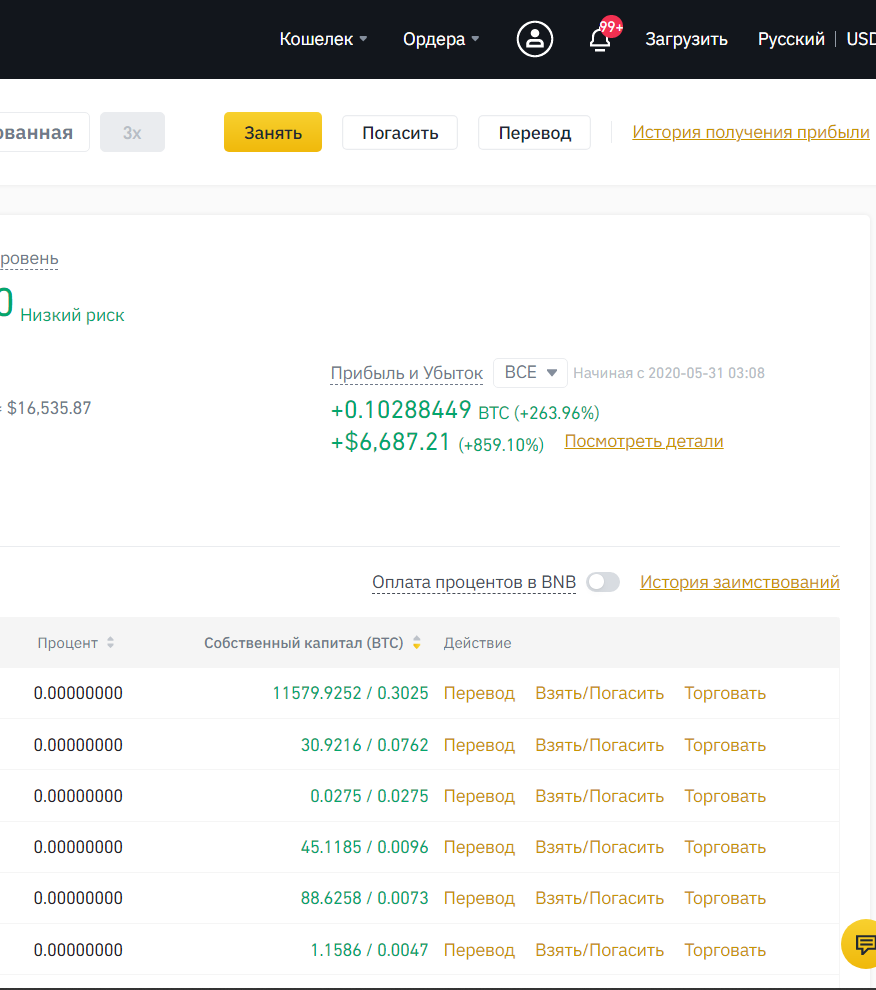 Кошелек Ордера 99+ Загрузить Русский USD
ованная 3x Занять Погасить Перевод История получения прибыли
ровень
0 Низкий риск
Прибыль и Убыток ВСЕ Начиная с 2020-05-31 03:08
≈ $16,535.87
+0.10288449 BTC (+263.96%)
+$6,687.21 (+859.10%) Посмотреть детали
Оплата процентов в BNB История заимствований
Процент Собственный капитал (BTC) Действие
0.00000000 11579.9252 / 0.3025 Перевод Взять/Погасить Торговать
0.00000000 30.9216 / 0.0762 Перевод Взять/Погасить Торговать
0.00000000 0.0275 / 0.0275 Перевод Взять/Погасить Торговать
0.00000000 45.1185 / 0.0096 Перевод Взять/Погасить Торговать
0.00000000 88.6258 / 0.0073 Перевод Взять/Погасить Торговать
0.00000000 1.1586 / 0.0047 Перевод Взять/Погасить Торговать